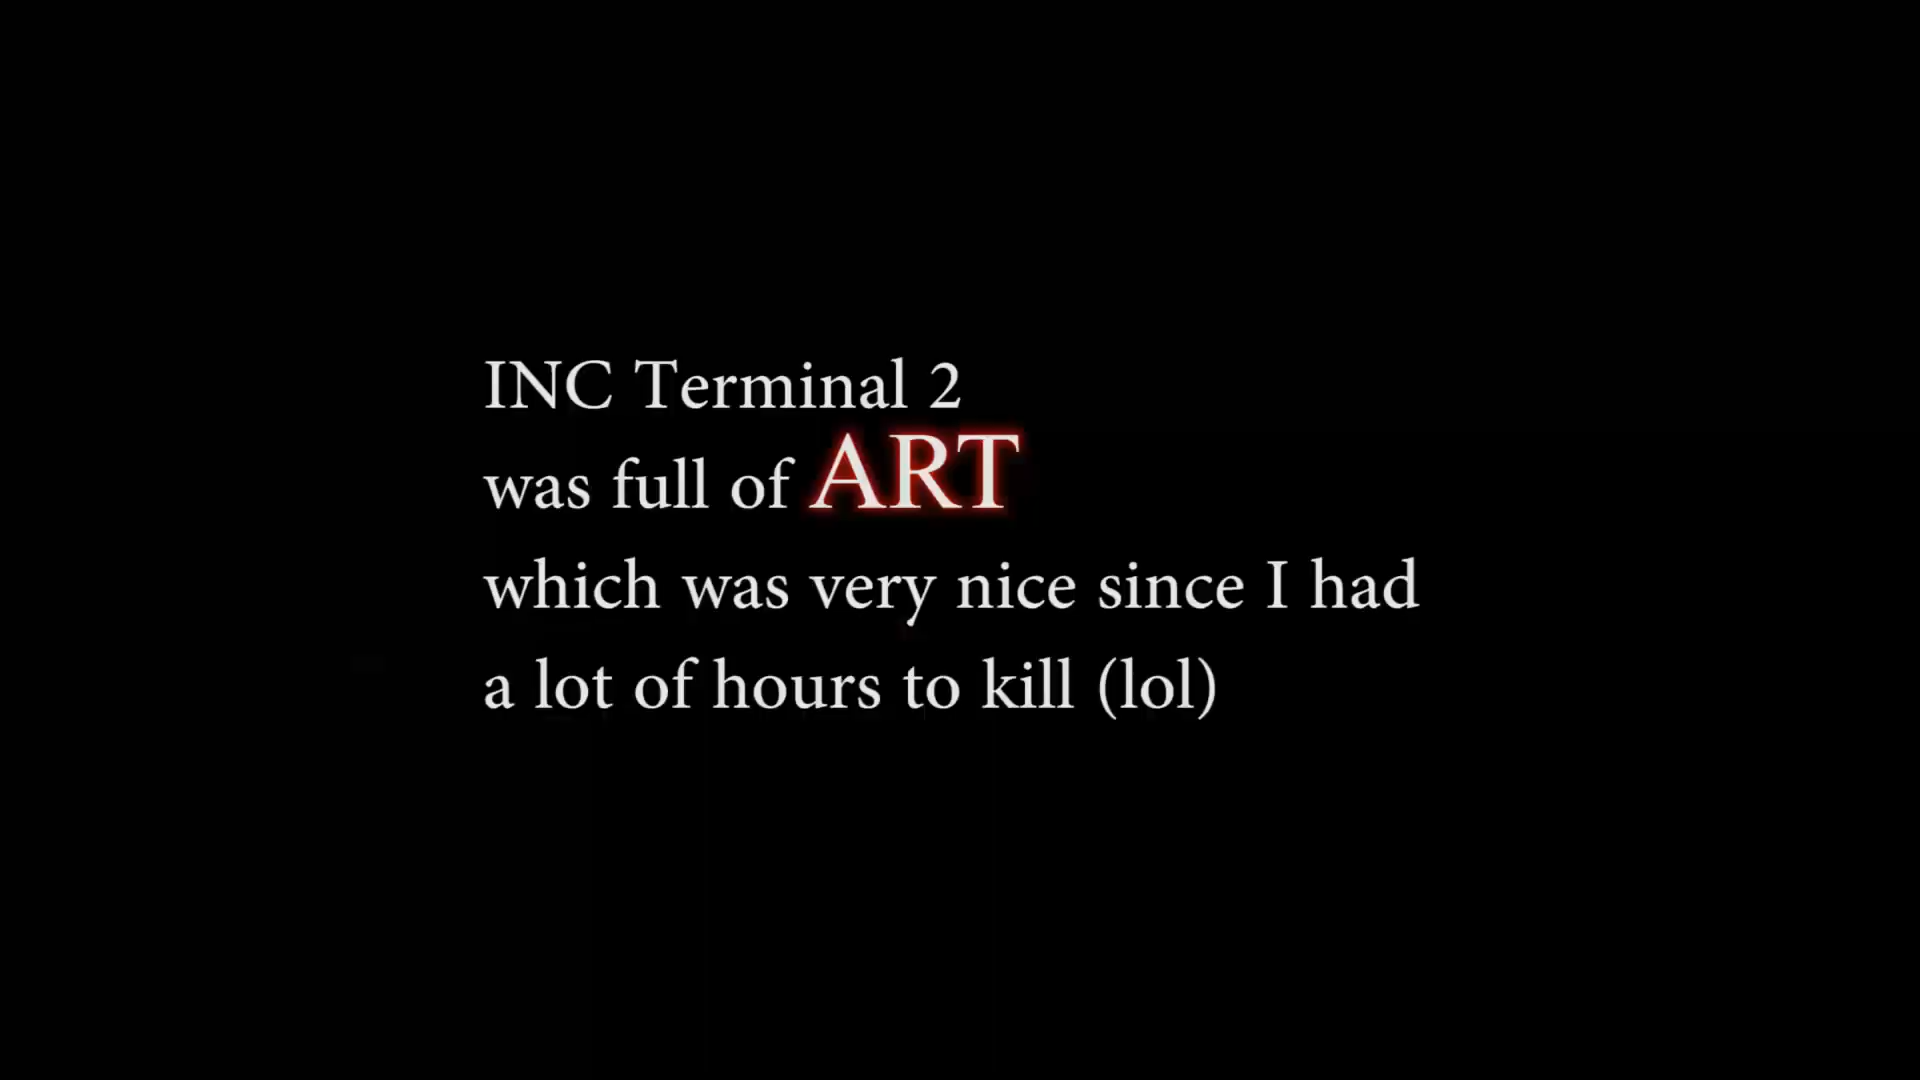 INC Terminal 2
was full of ART
which was very nice since I had
a lot of hours to kill (lol)